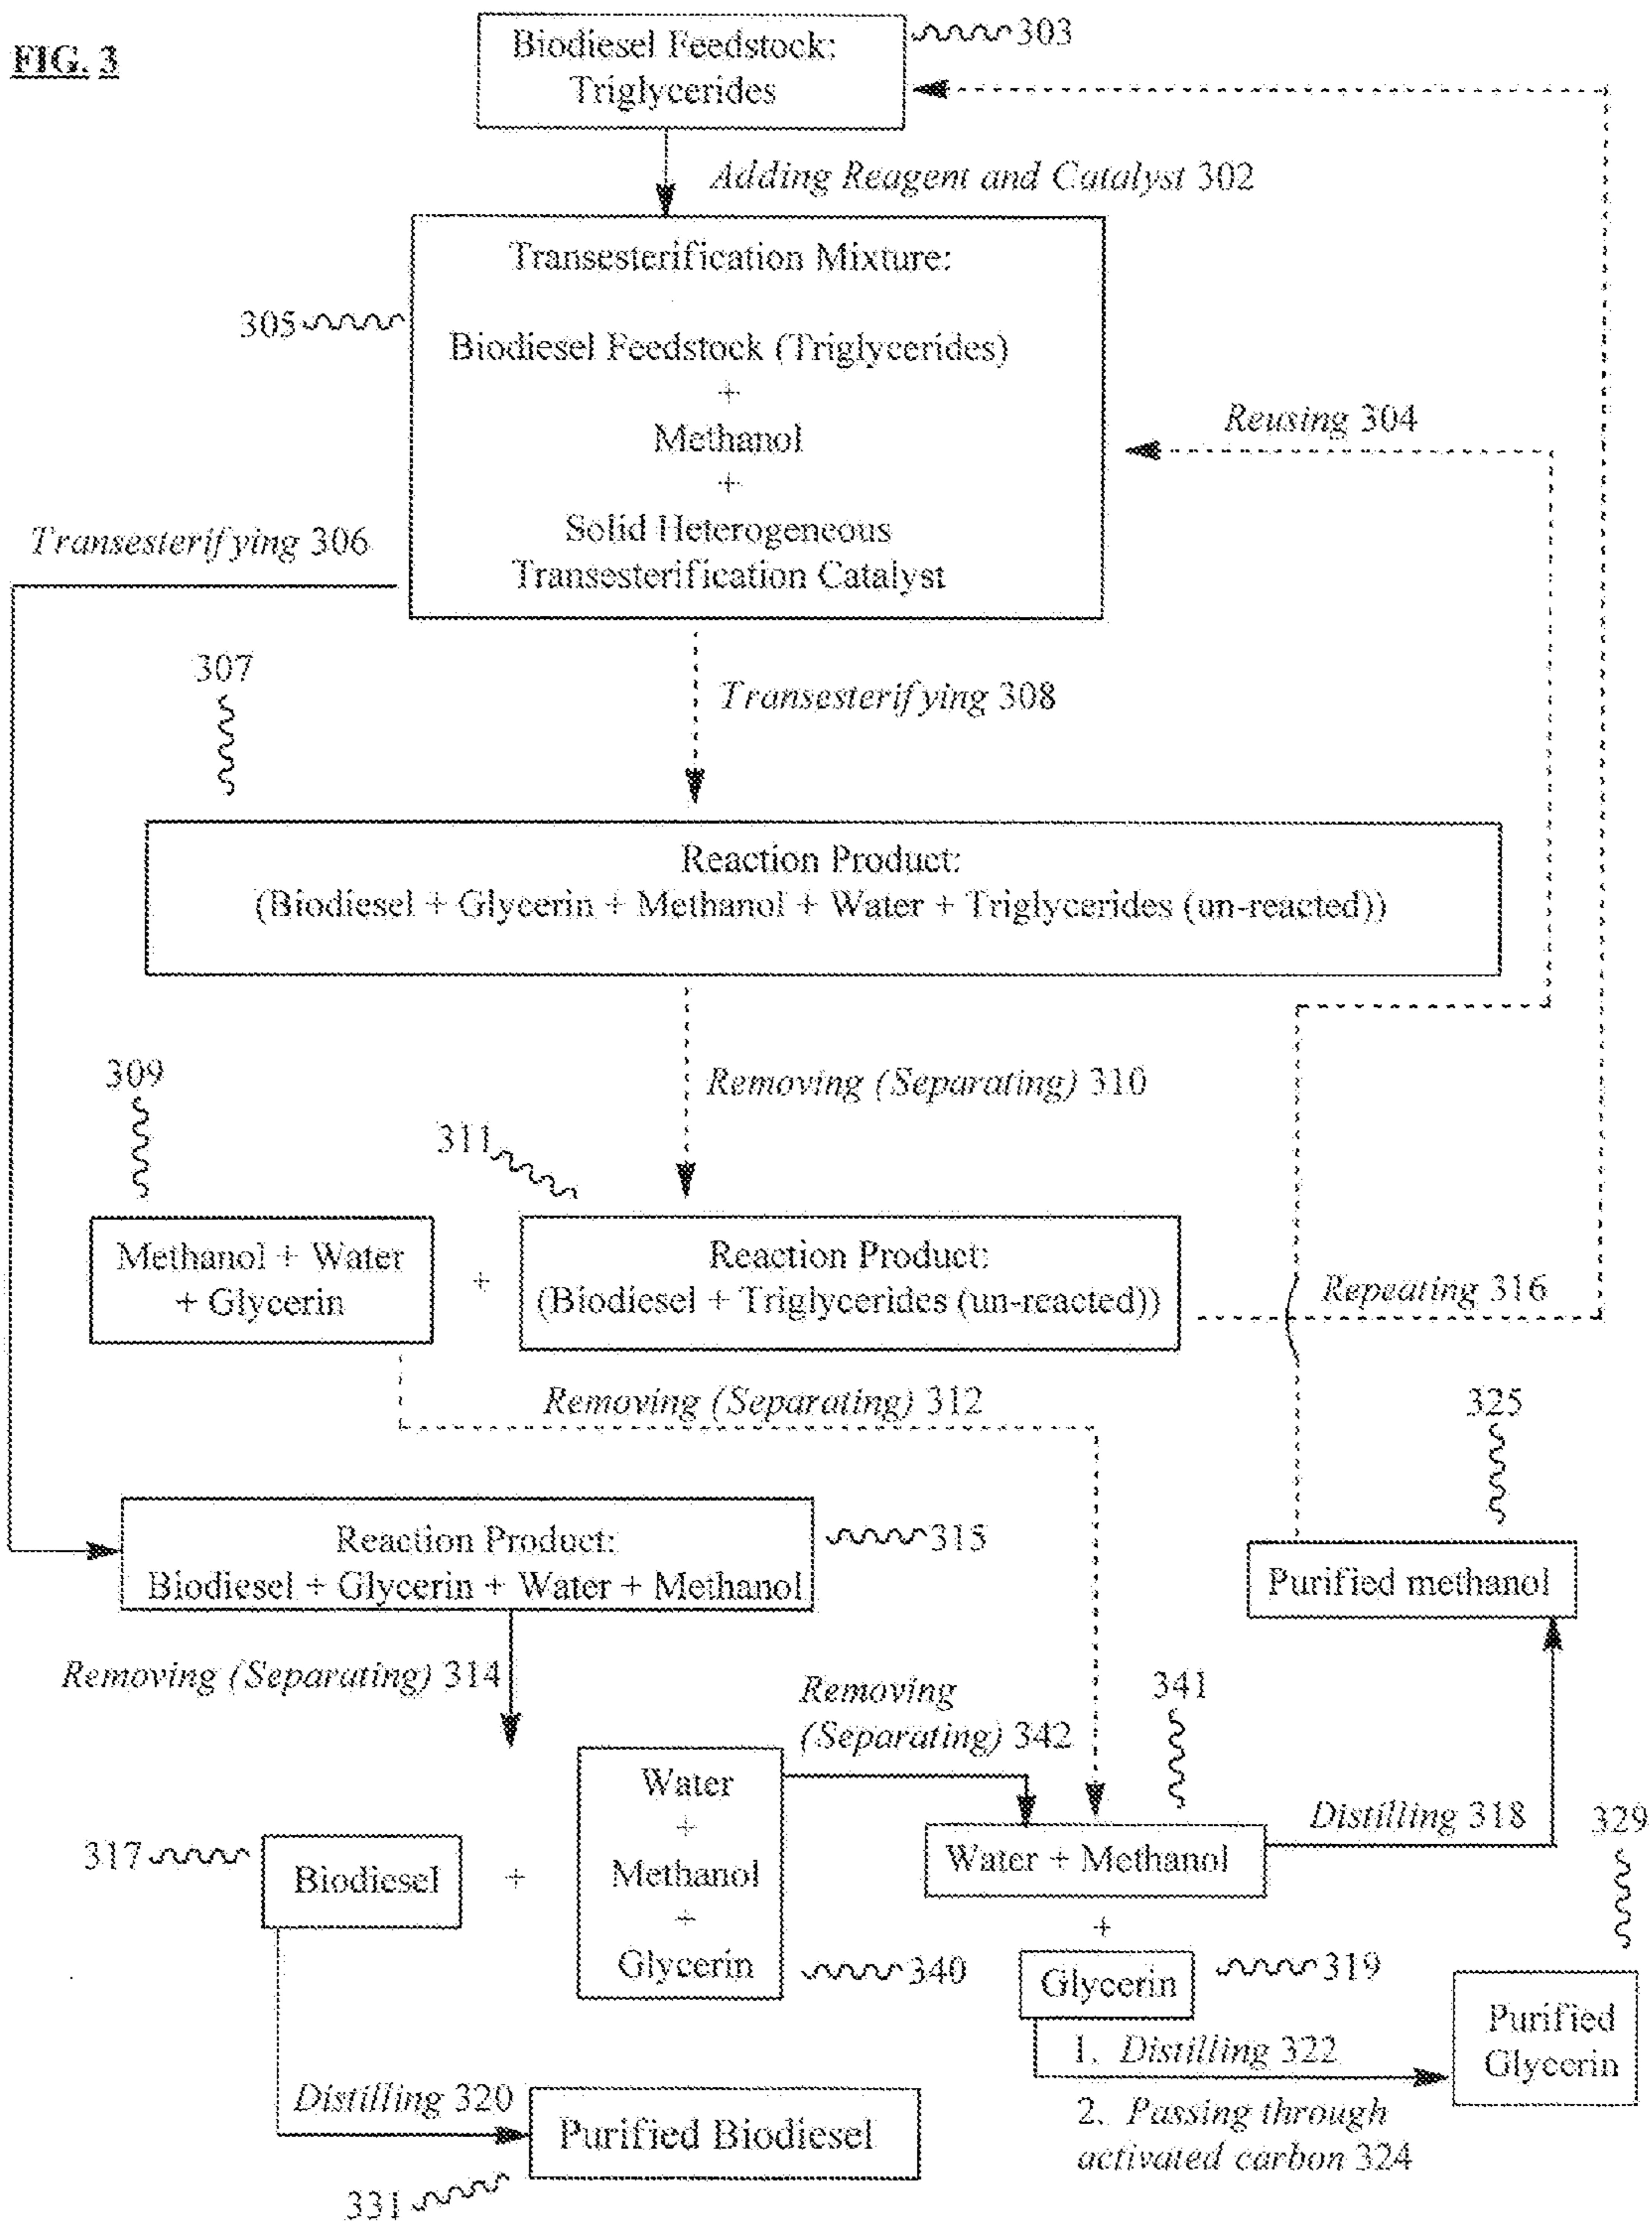 FIG. 3
Biodiesel Feedstock:
Triglycerides
303
Adding Reagent and Catalyst 302
Transesterification Mixture:
305
Biodiesel Feedstock (Triglycerides)
+
Methanol
+
Solid Heterogeneous
Transesterification Catalyst
Reusing 304
Transesterifying 306
307
Transesterifying 308
Reaction Product:
(Biodiesel + Glycerin + Methanol + Water + Triglycerides (un-reacted))
309
Removing (Separating) 310
311
Methanol + Water
+ Glycerin
+
Reaction Product:
(Biodiesel + Triglycerides (un-reacted))
Repeating 316
Removing (Separating) 312
325
Reaction Product:
Biodiesel + Glycerin + Water + Methanol
315
Purified methanol
Removing (Separating) 314
Removing
(Separating) 342
341
317
Biodiesel
+
Water
+
Methanol
+
Glycerin
340
Water + Methanol
+
Glycerin
319
Distilling 318
329
Purified
Glycerin
1. Distilling 322
2. Passing through
activated carbon 324
Distilling 320
Purified Biodiesel
331